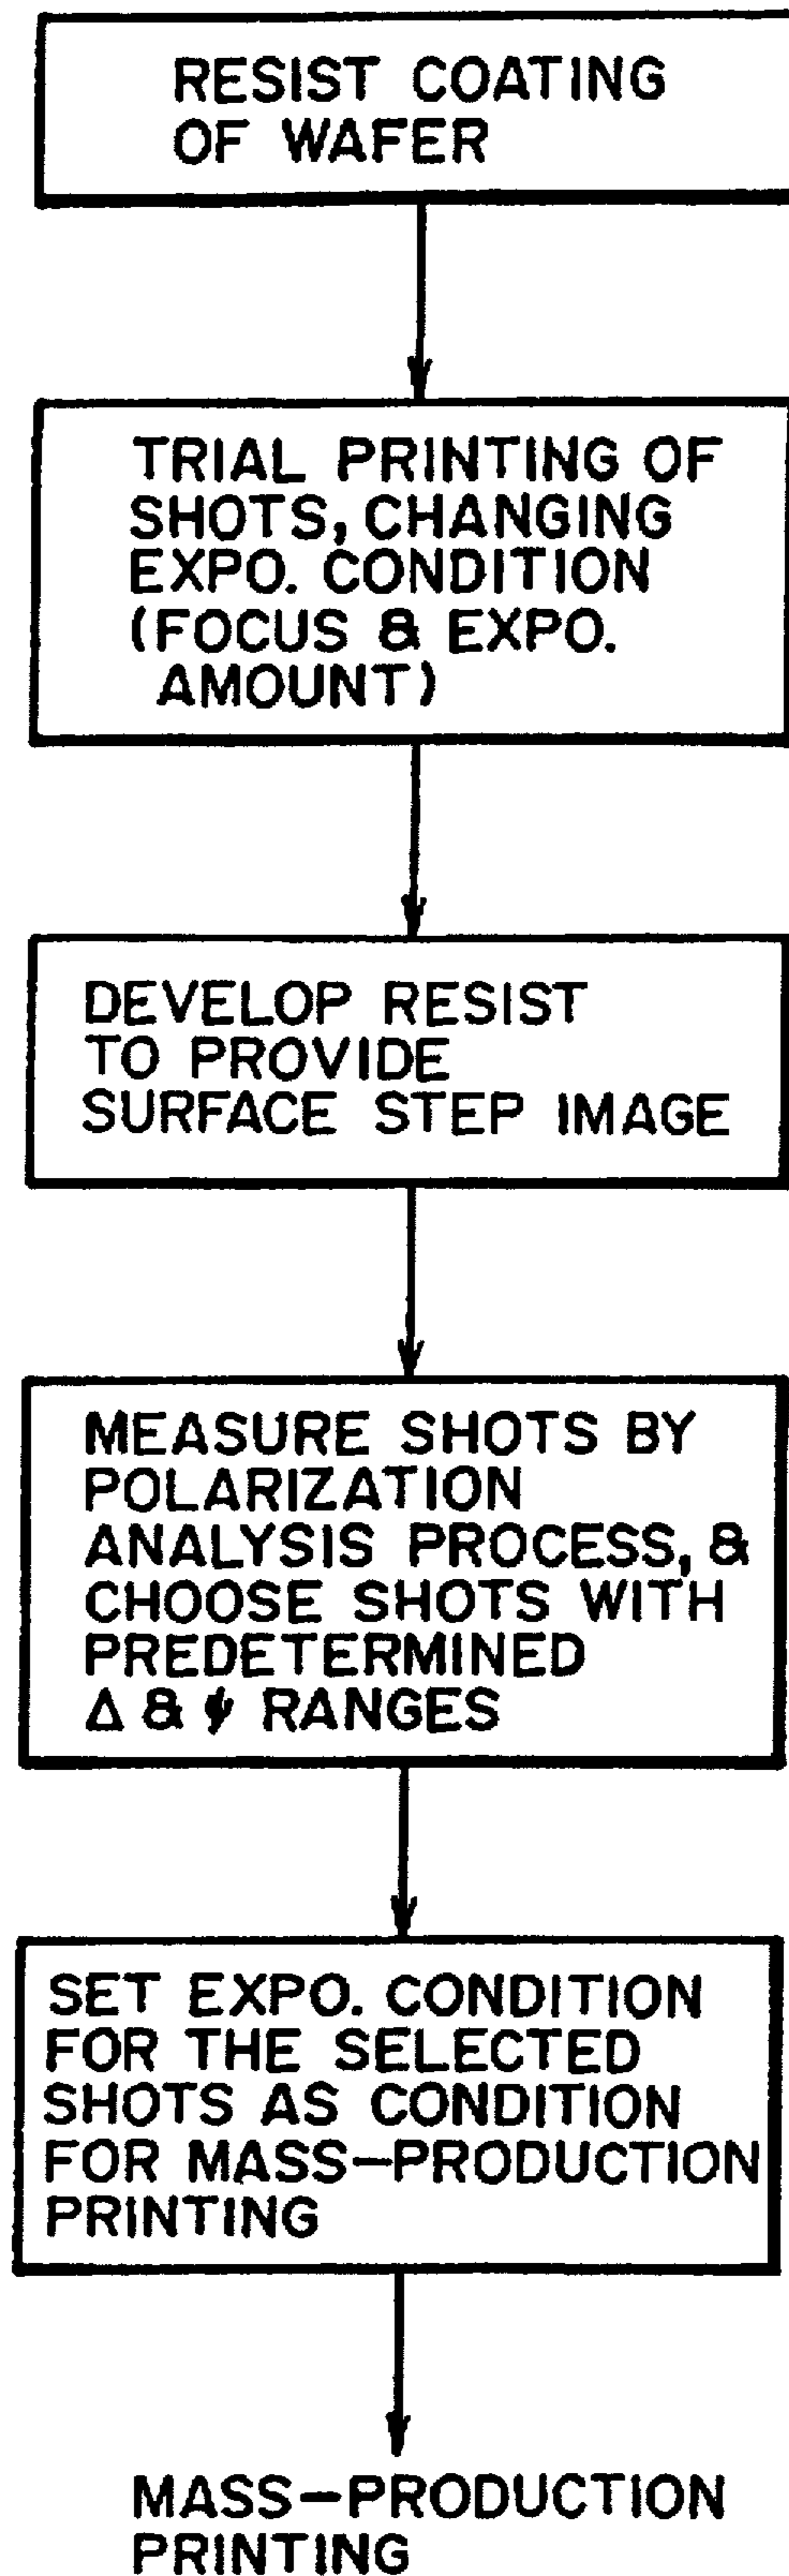 RESIST COATING
OF WAFER
TRIAL PRINTING OF
SHOTS, CHANGING
EXPO. CONDITION
(FOCUS & EXPO.
AMOUNT)
DEVELOP RESIST
TO PROVIDE
SURFACE STEP IMAGE
MEASURE SHOTS BY
POLARIZATION
ANALYSIS PROCESS, &
CHOOSE SHOTS WITH
PREDETERMINED
Δ & ψ RANGES
SET EXPO. CONDITION
FOR THE SELECTED
SHOTS AS CONDITION
FOR MASS-PRODUCTION
PRINTING
MASS-PRODUCTION
PRINTING